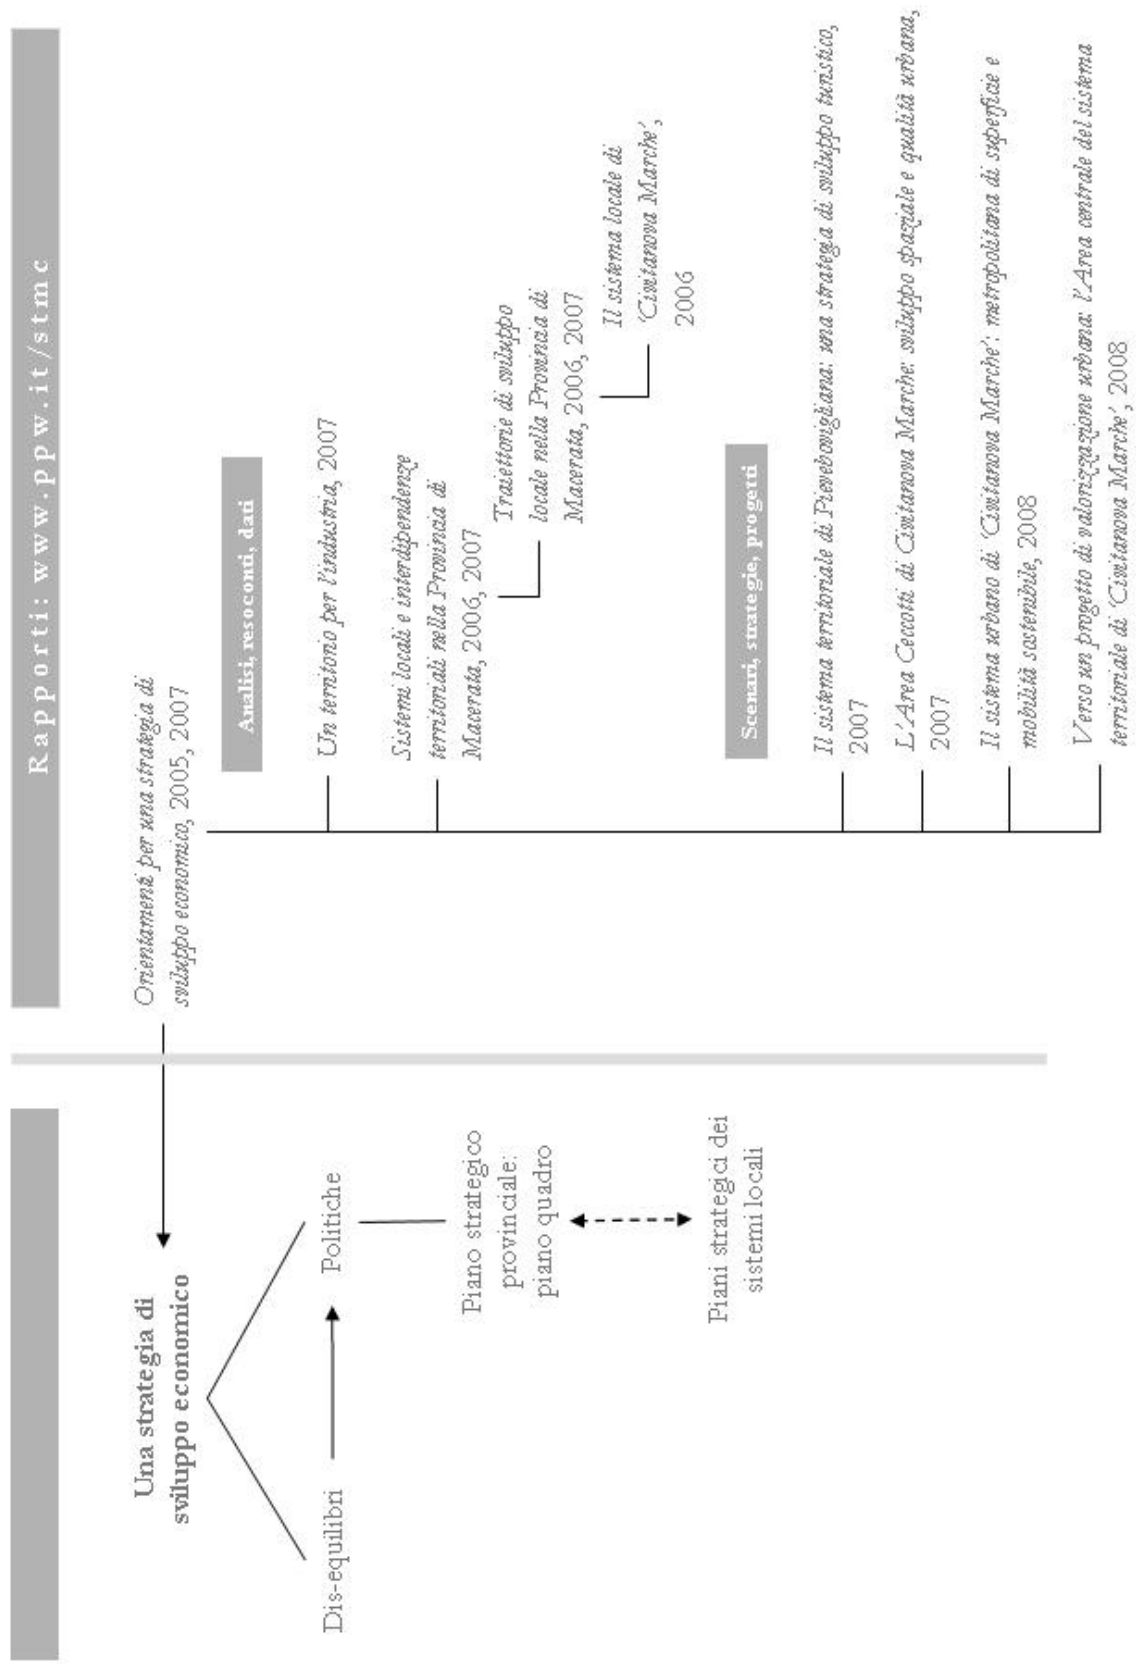 Una strategia di
sviluppo economico
Dis-equilibri
Politiche
Piano strategico
provinciale:
piano quadro
Piani strategici dei
sistemi locali
Rapporti: www.ppw.it/stmc
Orientamenti per una strategia di
sviluppo economico, 2005, 2007
Analisi, resoconti, dati
Un territorio per l'industria, 2007
Sistemi locali e interdipendenze
territoriali nella Provincia di
Macerata, 2006, 2007
Traiettorie di sviluppo
locale nella Provincia di
Macerata, 2006, 2007
Il sistema locale di
'Civitanova Marche',
2006
Scenari, strategie, progetti
Il sistema territoriale di Pievebovigliana: una strategia di sviluppo turistico,
2007
L'Area Ceccotti di Civitanova Marche: sviluppo spaziale e qualità urbana,
2007
Il sistema urbano di 'Civitanova Marche': metropolitana di superficie e
mobilità sostenibile, 2008
Verso un progetto di valorizzazione urbana: l'Area centrale del sistema
territoriale di 'Civitanova Marche', 2008